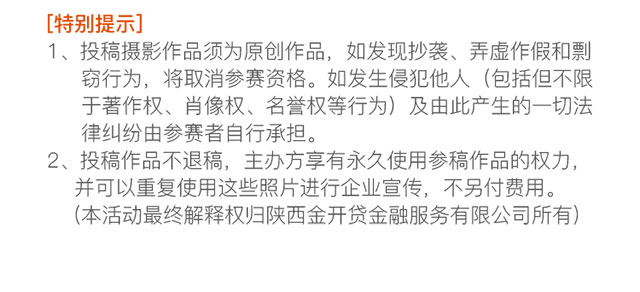 [特别提示]
1、投稿摄影作品须为原创作品，如发现抄袭、弄虚作假和剽
窃行为，将取消参赛资格。如发生侵犯他人（包括但不限
于著作权、肖像权、名誉权等行为）及由此产生的一切法
律纠纷由参赛者自行承担。
2、投稿作品不退稿，主办方享有永久使用参稿作品的权力，
并可以重复使用这些照片进行企业宣传，不另付费用。
（本活动最终解释权归陕西金开贷金融服务有限公司所有）